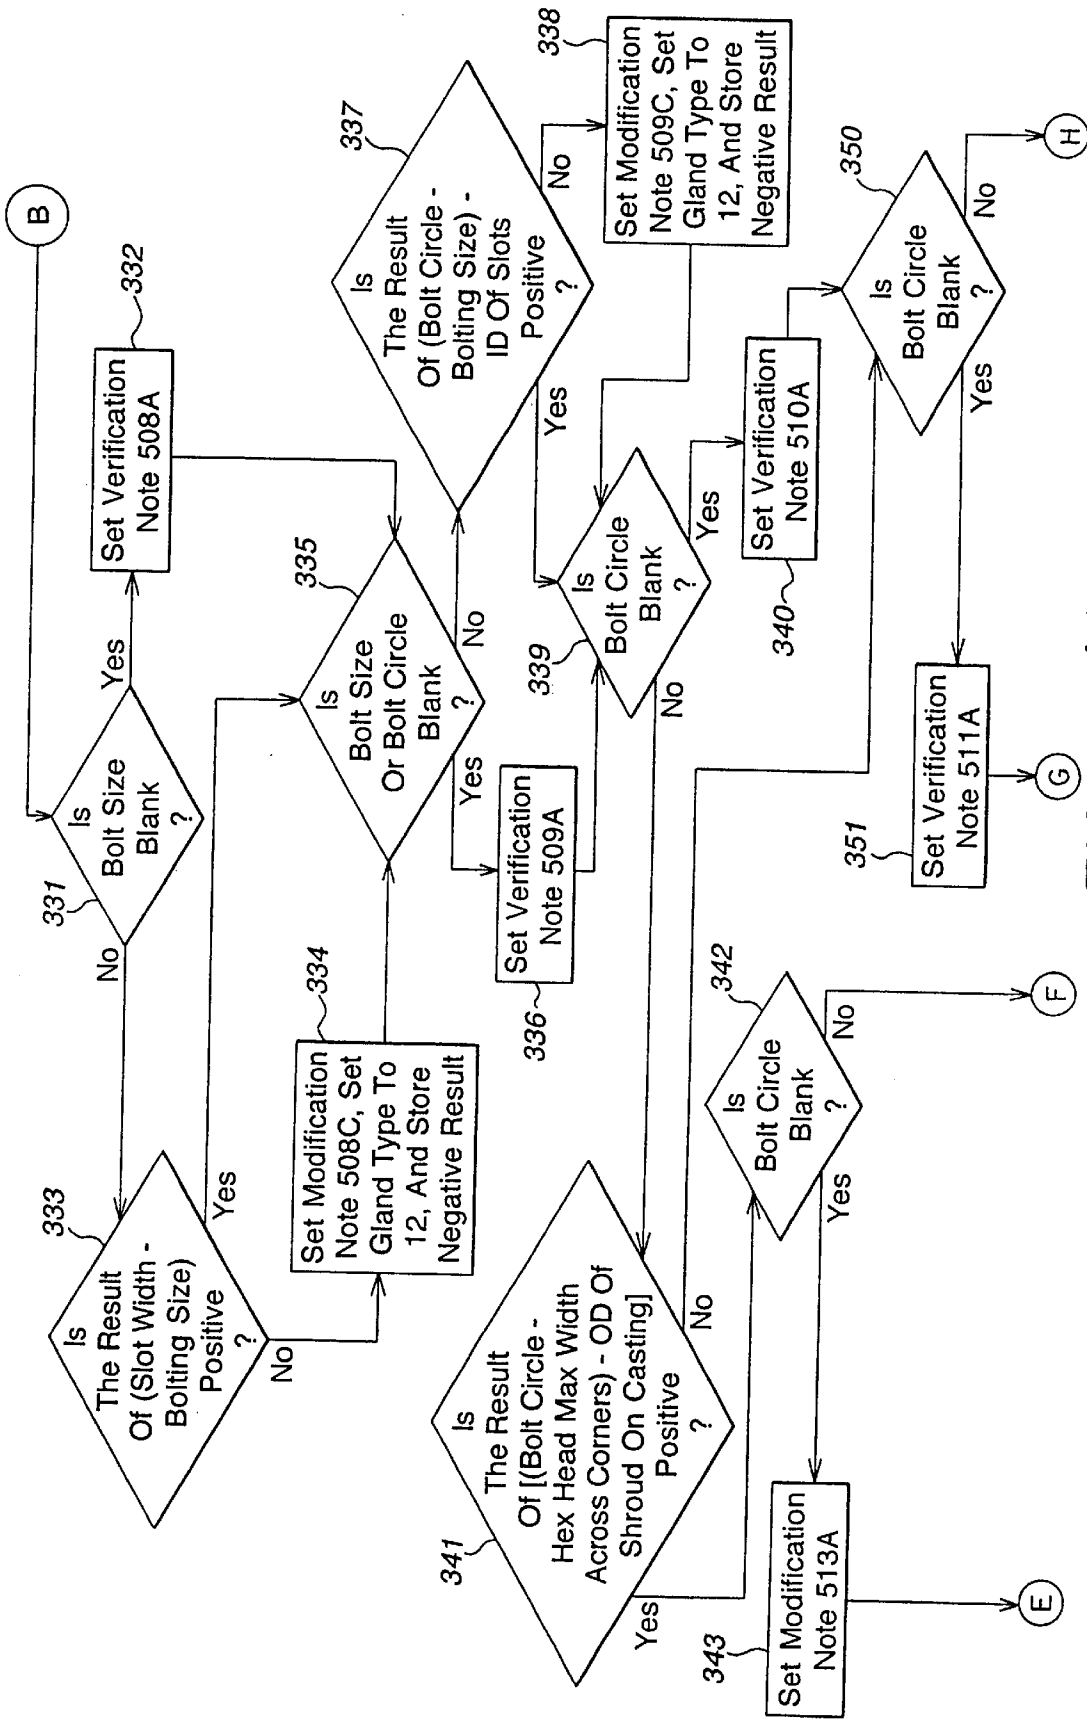 B
331
Is
Bolt Size
Blank
?
Yes
No
332
Set Verification
Note 508A
333
Is
The Result
Of (Slot Width -
Bolting Size)
Positive
?
Yes
No
334
Set Modification
Note 508C, Set
Gland Type To
12, And Store
Negative Result
335
Is
Bolt Size
Or Bolt Circle
Blank
?
Yes
No
336
Set Verification
Note 509A
337
Is
The Result
Of (Bolt Circle -
Bolting Size) -
ID Of Slots
Positive
?
Yes
No
338
Set Modification
Note 509C, Set
Gland Type To
12, And Store
Negative Result
339
Is
Bolt Circle
Blank
?
No
Yes
340
Set Verification
Note 510A
341
Is
The Result
Of [(Bolt Circle -
Hex Head Max Width
Across Corners) - OD Of
Shroud On Casting]
Positive
?
Yes
No
342
Is
Bolt Circle
Blank
?
Yes
No
343
Set Modification
Note 513A
350
Is
Bolt Circle
Blank
?
Yes
No
351
Set Verification
Note 511A
E
F
G
H